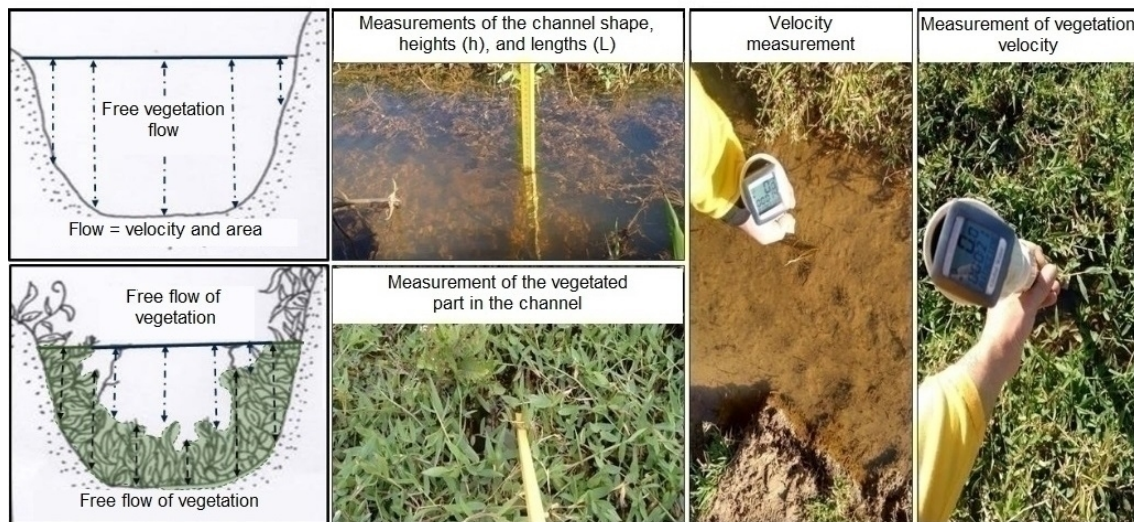 Free vegetation
flow
Flow = velocity and area
Measurements of the channel shape,
heights (h), and lengths (L)
Velocity
measurement
Measurement of vegetation
velocity
Free flow of
vegetation
Free flow of vegetation
Measurement of the vegetated
part in the channel